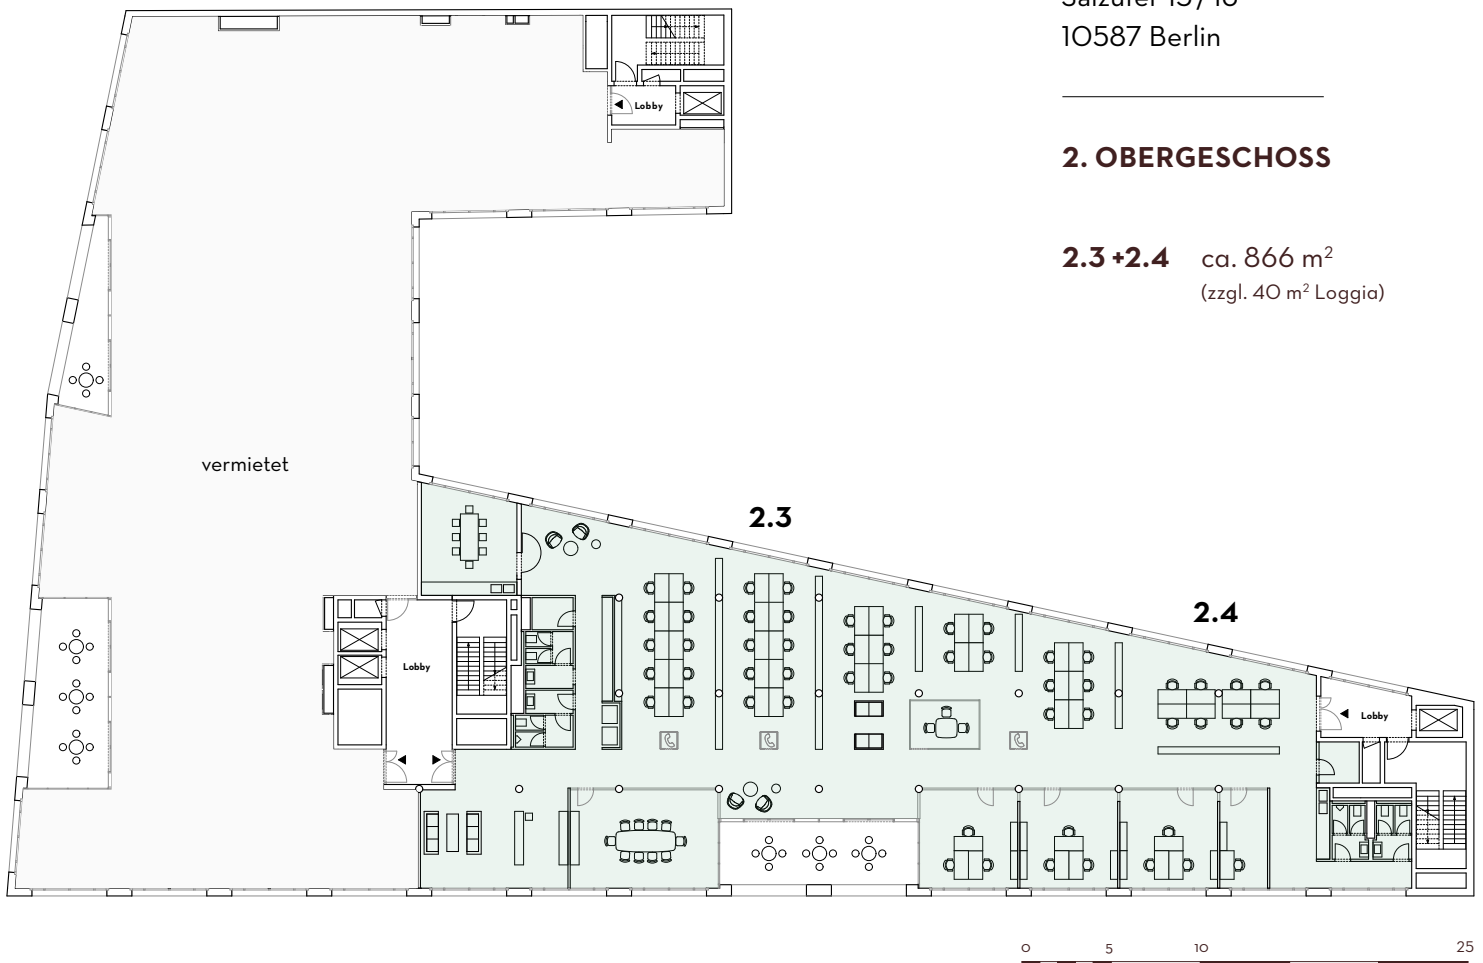 10587 Berlin
2. OBERGESCHOSS
2.3 +2.4 ca. 866 m²
(zzgl. 40 m² Loggia)
Lobby
vermietet
2.3
2.4
Lobby
Lobby
0 5 10 25